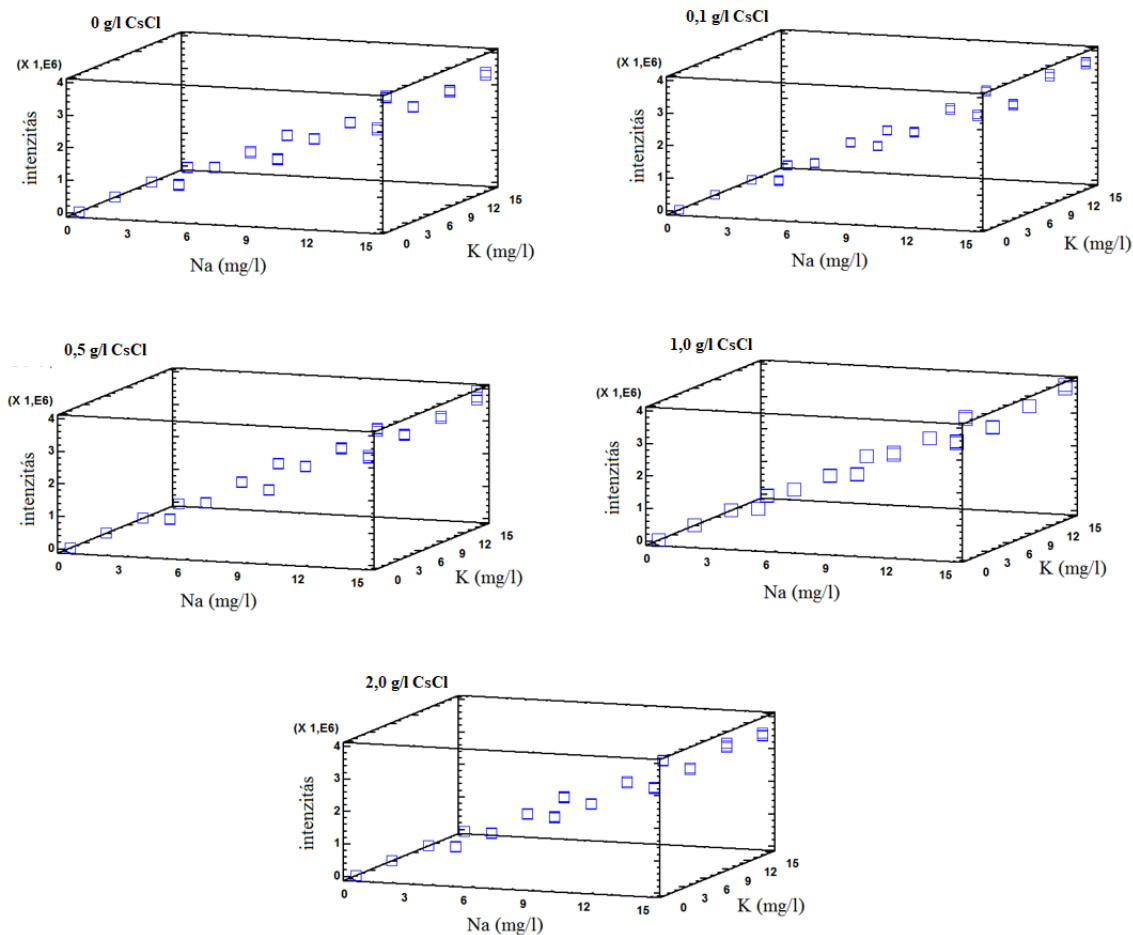 0 g/l CsCl
(X 1,E6)
4
3
2
1
0
intenzitás
0 3 6 9 12 15
Na (mg/l)
0 3 6 9 12 15
K (mg/l)
0,1 g/l CsCl
(X 1,E6)
4
3
2
1
0
intenzitás
0 3 6 9 12 15
Na (mg/l)
0 3 6 9 12 15
K (mg/l)
0,5 g/l CsCl
(X 1,E6)
4
3
2
1
0
intenzitás
0 3 6 9 12 15
Na (mg/l)
0 3 6 9 12 15
K (mg/l)
1,0 g/l CsCl
(X 1,E6)
4
3
2
1
0
intenzitás
0 3 6 9 12 15
Na (mg/l)
0 3 6 9 12 15
K (mg/l)
2,0 g/l CsCl
(X 1,E6)
4
3
2
1
0
intenzitás
0 3 6 9 12 15
Na (mg/l)
0 3 6 9 12 15
K (mg/l)